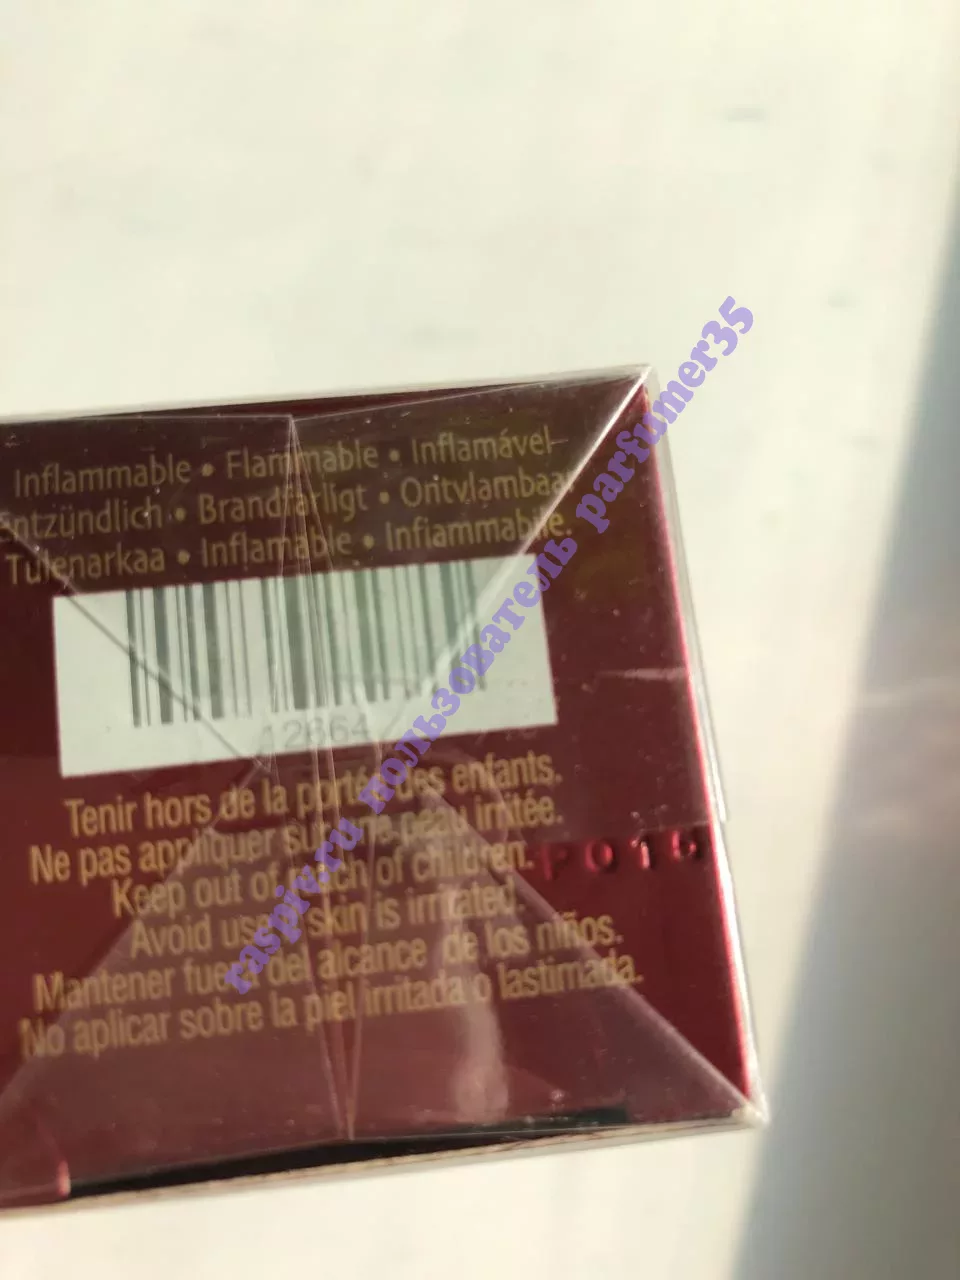 Inflammable • Flammable • Inflamável
entzündlich • Brandfarligt • Ontvlambaar
Tulenarkaa • Inflamable • Infiammabile.
12664
Tenir hors de la portée des enfants.
Ne pas appliquer sur une peau irritée.
Keep out of reach of children.
P015
Avoid use if skin is irritated.
Mantener fuera del alcance de los niños.
No aplicar sobre la piel irritada o lastimada.
raspiv.ru пользователь parfumer35